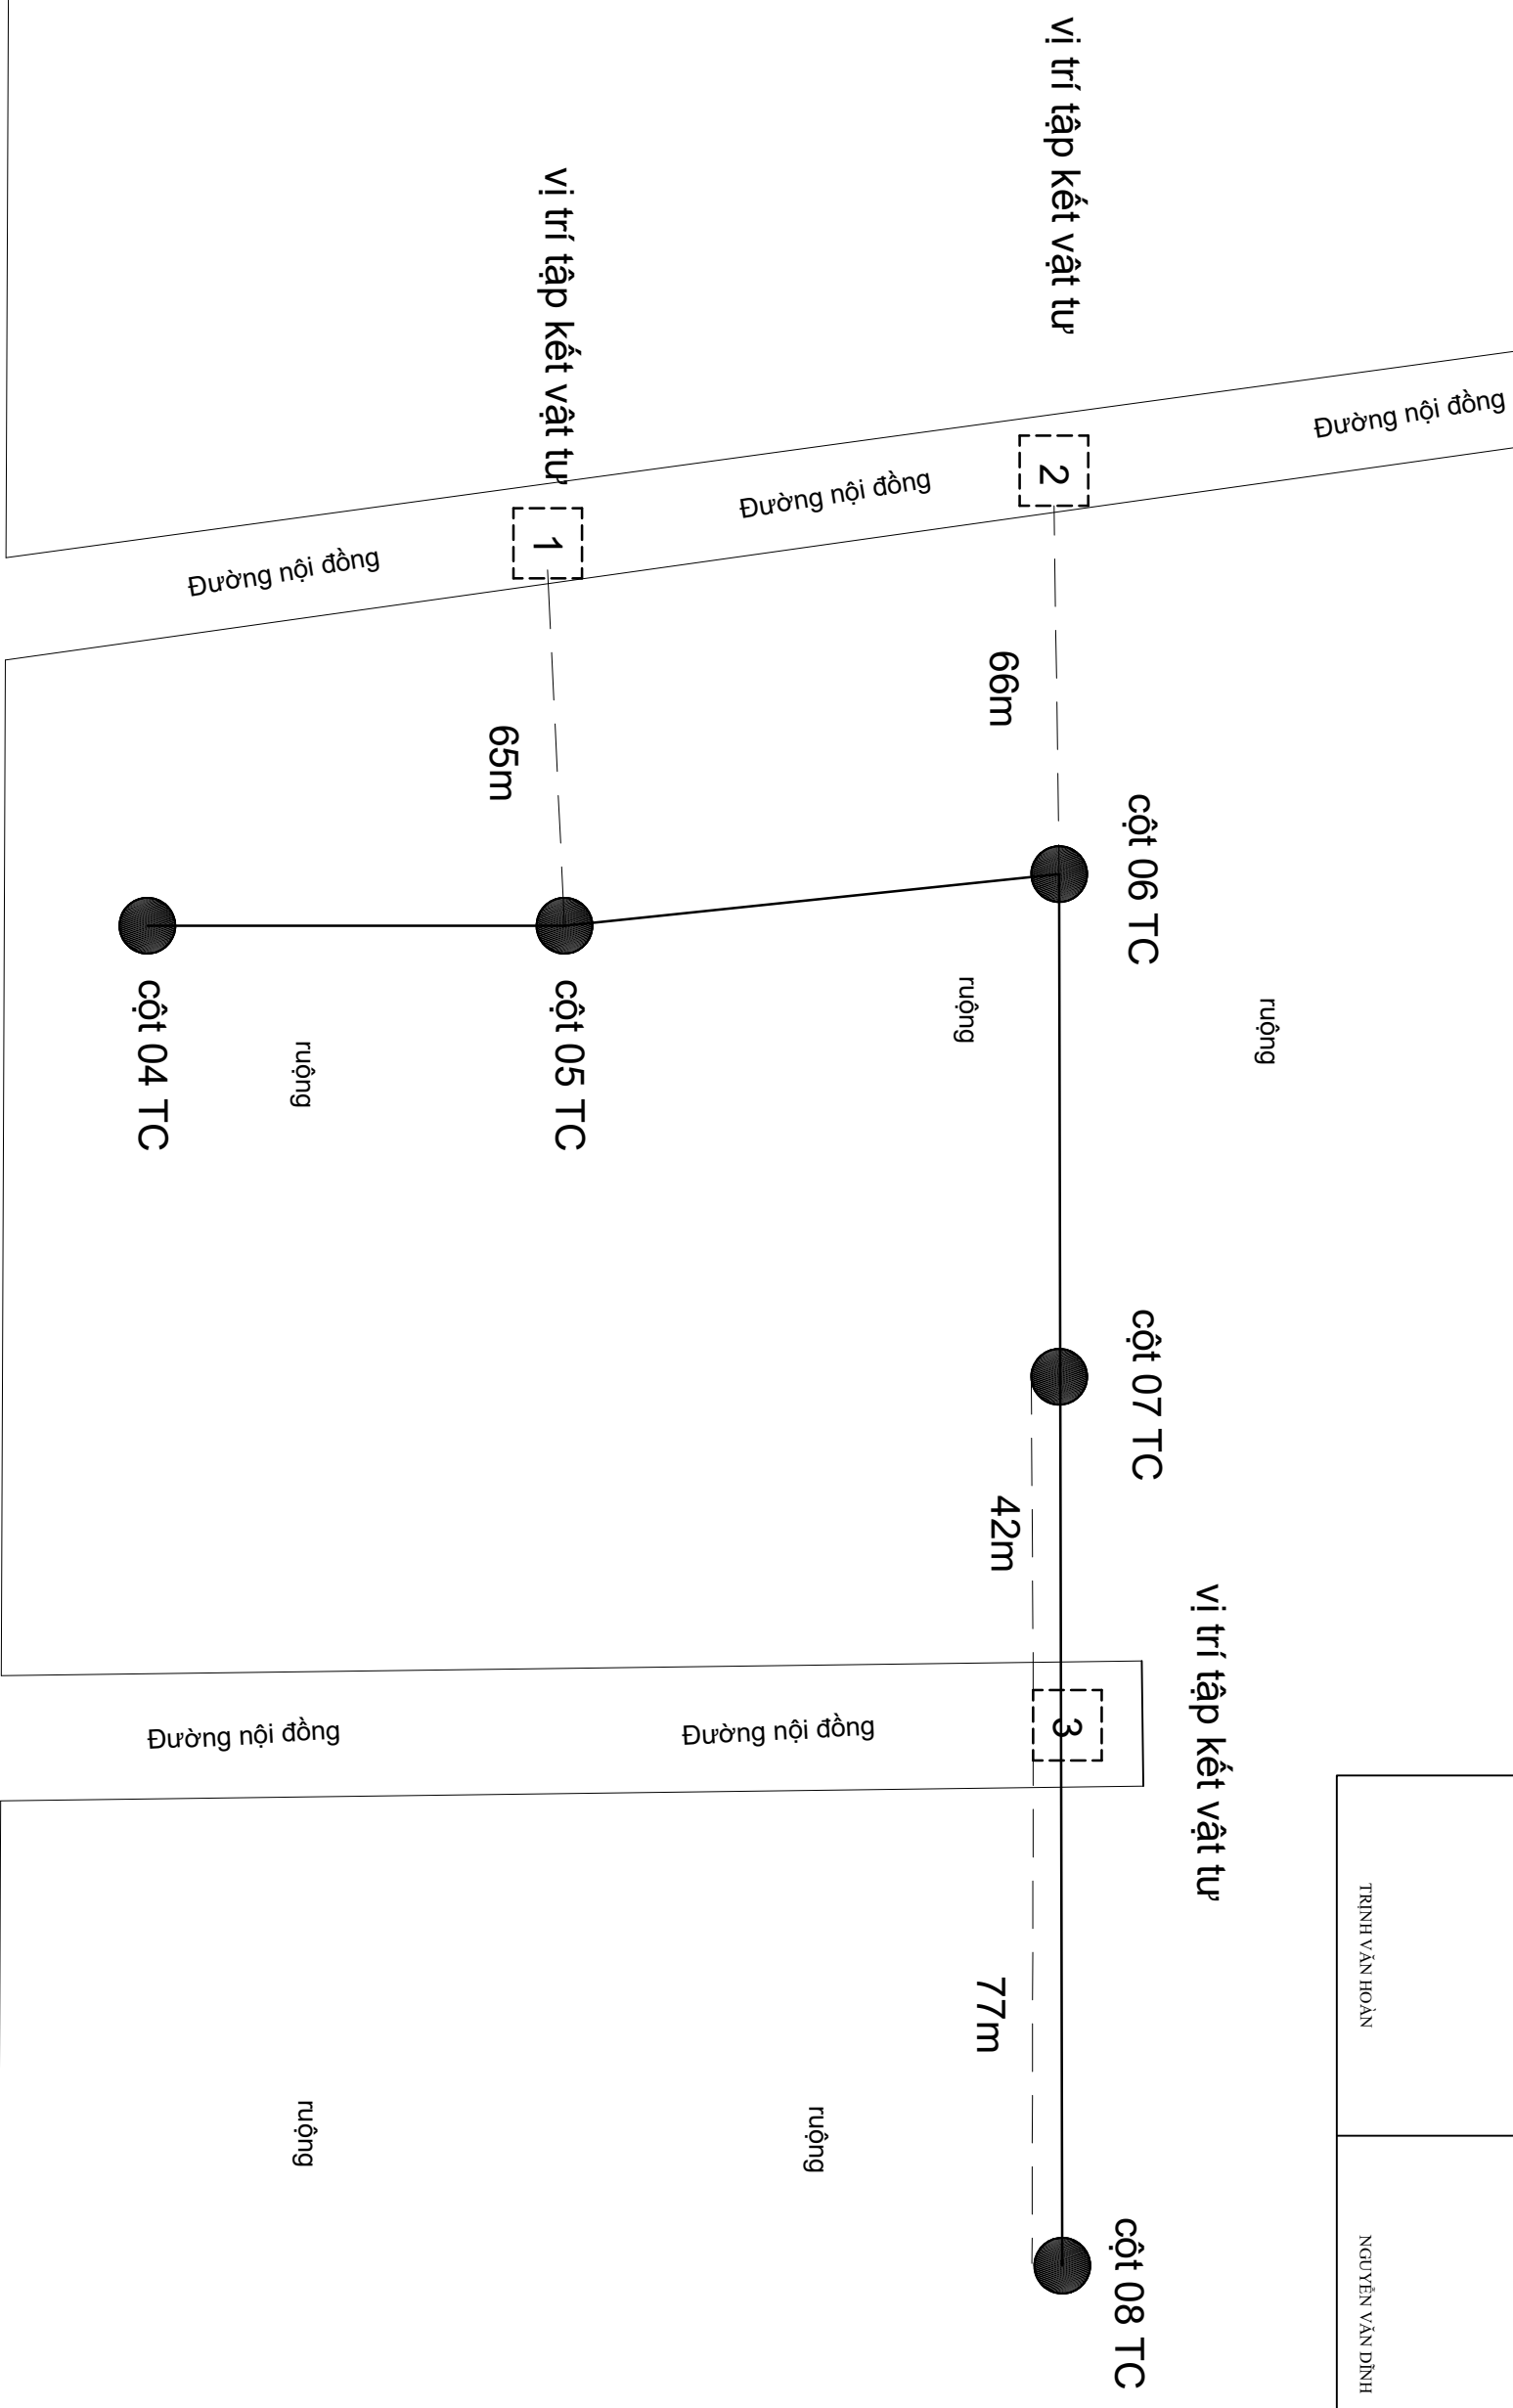 vị trí tập kết vật tư
vị trí tập kết vật tư
Đường nội đồng
2
Đường nội đồng
1
Đường nội đồng
66m
65m
cột 06 TC
cột 05 TC
cột 04 TC
ruộng
ruộng
ruộng
cột 07 TC
42m
vị trí tập kết vật tư
3
Đường nội đồng
Đường nội đồng
77m
TRỊNH VĂN HOÀN
ruộng
ruộng
cột 08 TC
NGUYỄN VĂN DĨNH